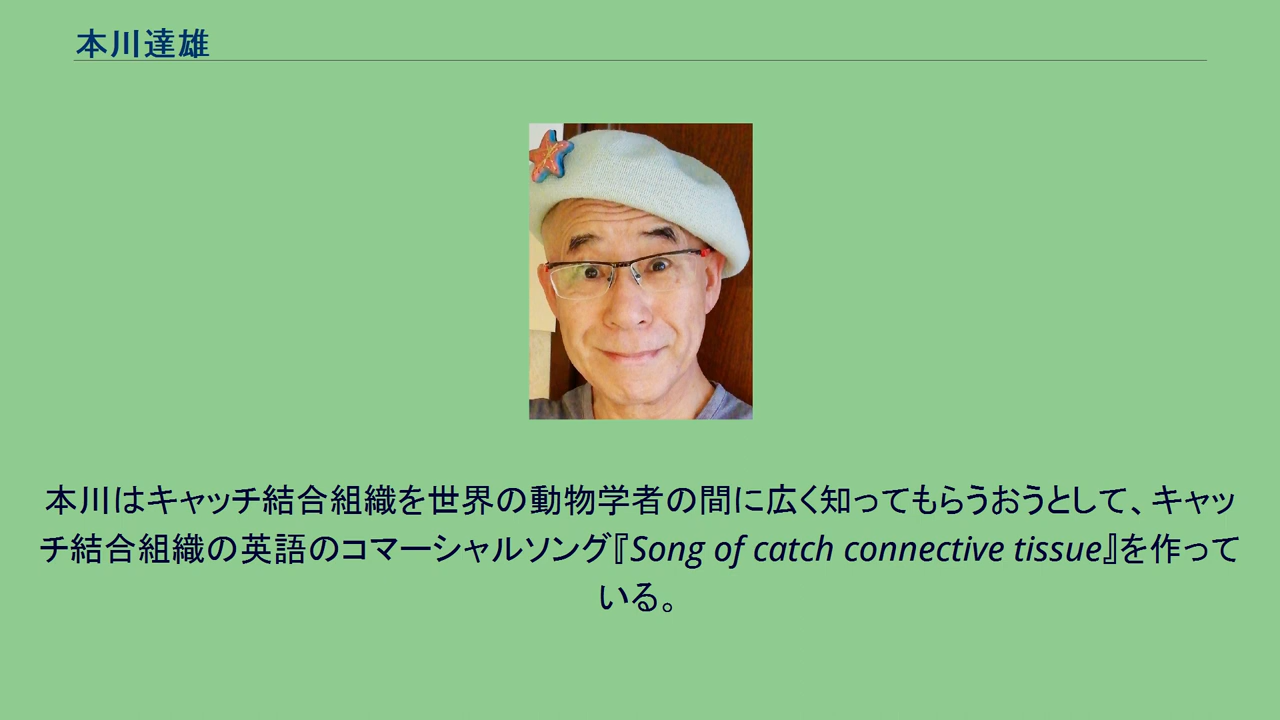 本川達雄
本川はキャッチ結合組織を世界の動物学者の間に広く知ってもらうおうとして、キャッ
チ結合組織の英語のコマーシャルソング『Song of catch connective tissue』を作って
いる。